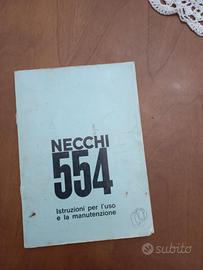 NECCHI
554
Istruzioni per l'uso
e la manutenzione
subito